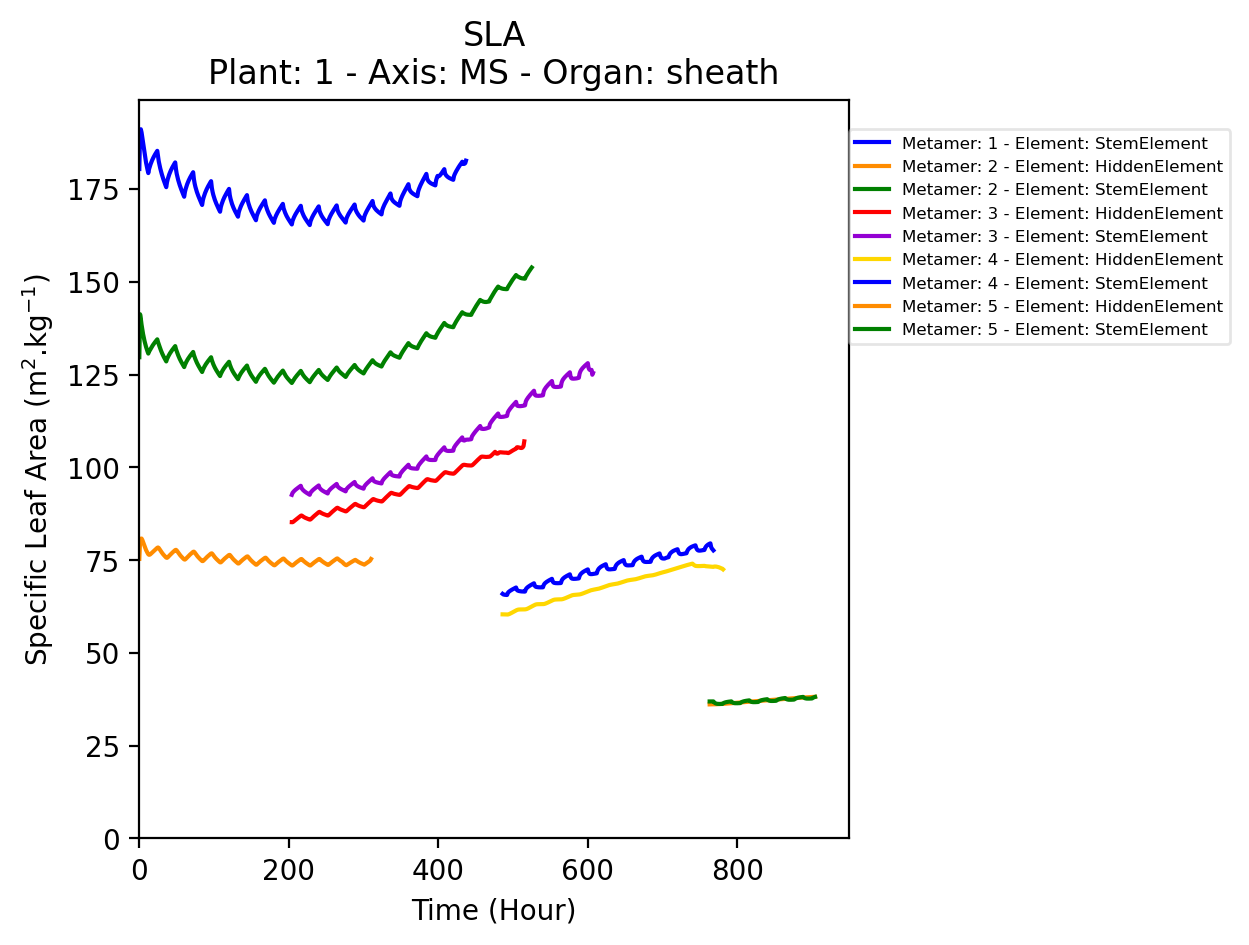 SLA
Plant: 1 - Axis: MS - Organ: sheath
Specific Leaf Area (m².kg⁻¹)
175
150
125
100
75
50
25
0
0 200 400 600 800
Time (Hour)
Metamer: 1 - Element: StemElement
Metamer: 2 - Element: HiddenElement
Metamer: 2 - Element: StemElement
Metamer: 3 - Element: HiddenElement
Metamer: 3 - Element: StemElement
Metamer: 4 - Element: HiddenElement
Metamer: 4 - Element: StemElement
Metamer: 5 - Element: HiddenElement
Metamer: 5 - Element: StemElement